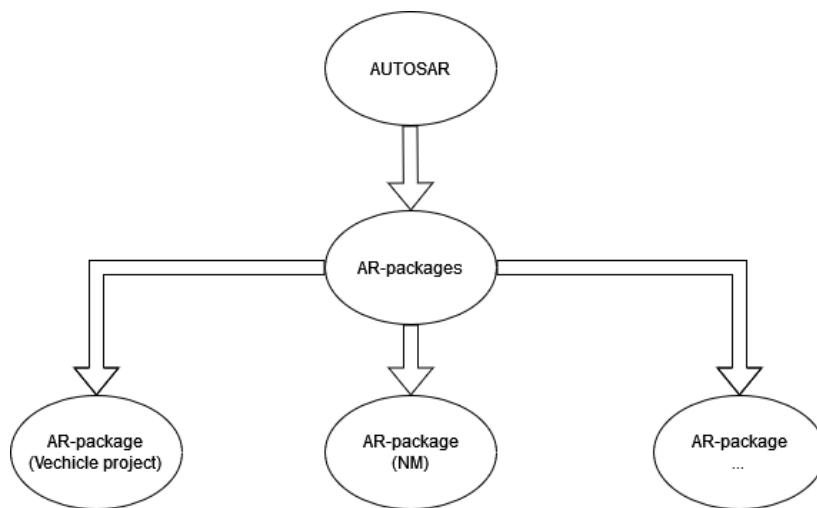 AUTOSAR
AR-packages
AR-package
(Vechicle project)
AR-package
(NM)
AR-package
...